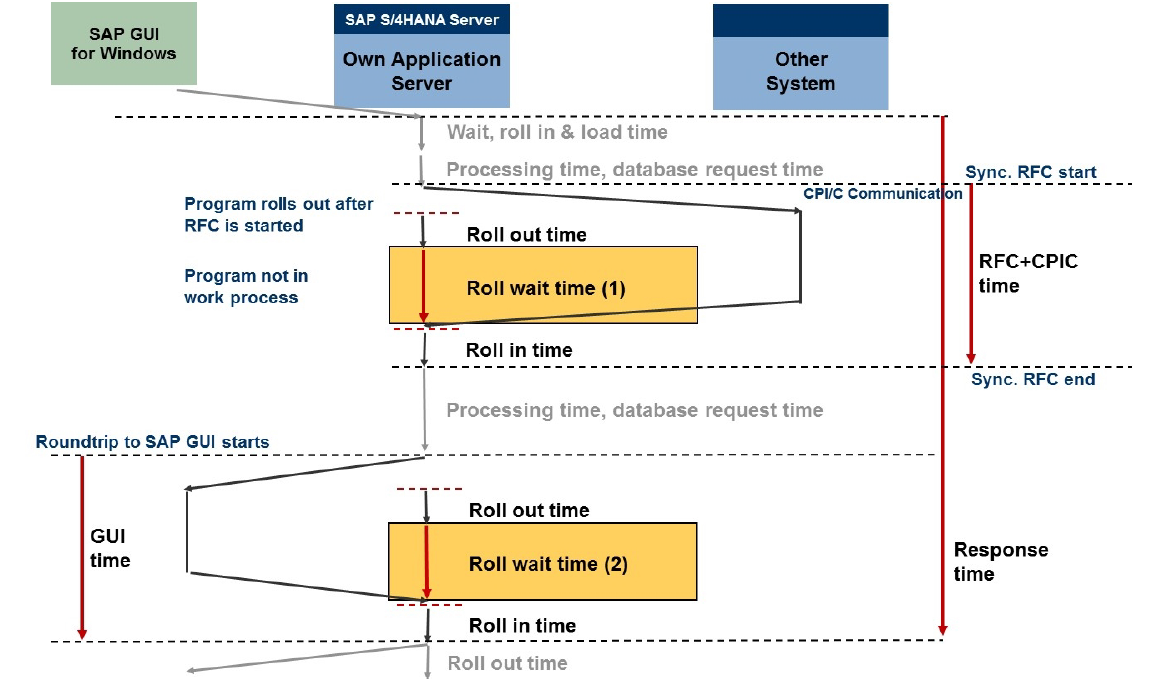 SAP GUI
for Windows
SAP S/4HANA Server
Own Application
Server
Other
System
Wait, roll in & load time
Processing time, database request time
Sync. RFC start
CPI/C Communication
Program rolls out after
RFC is started
Roll out time
RFC+CPIC
time
Program not in
work process
Roll wait time (1)
Roll in time
Sync. RFC end
Processing time, database request time
Roundtrip to SAP GUI starts
Roll out time
GUI
time
Roll wait time (2)
Response
time
Roll in time
Roll out time